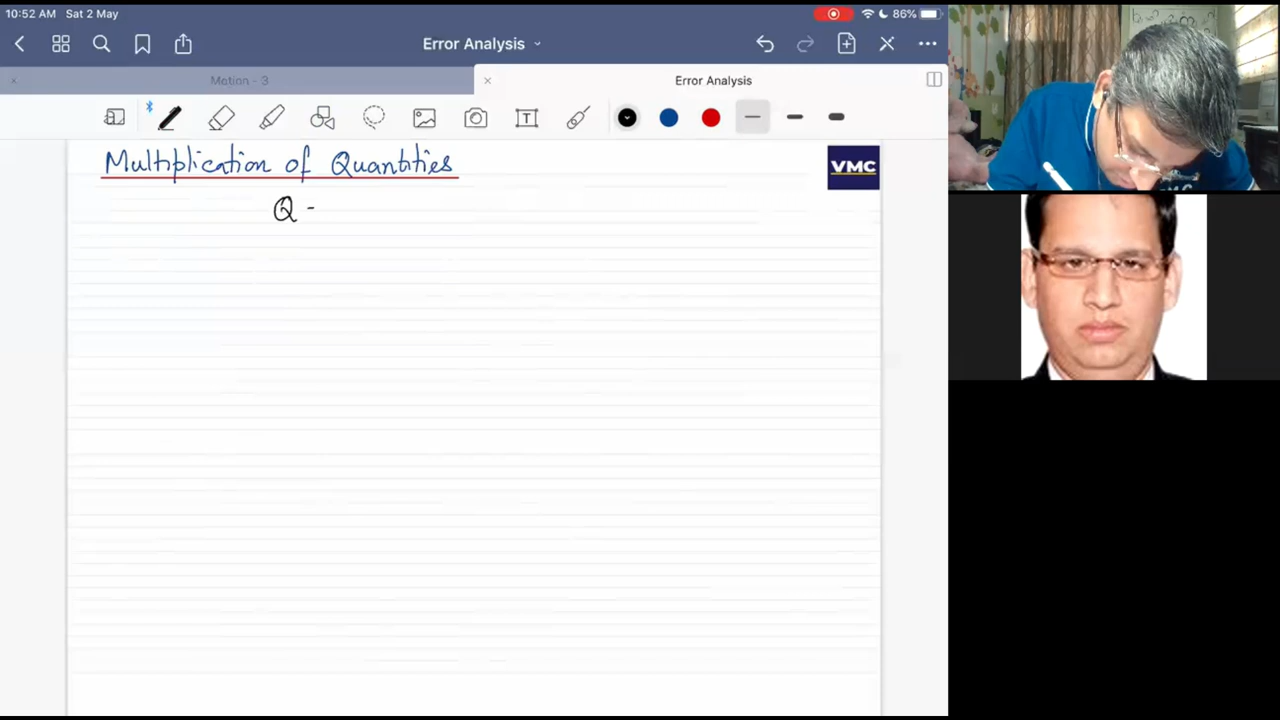 10:52 AM Sat 2 May
86%
Error Analysis
Motion - 3
Error Analysis
T
Multiplication of Quantities
VMC
Q -